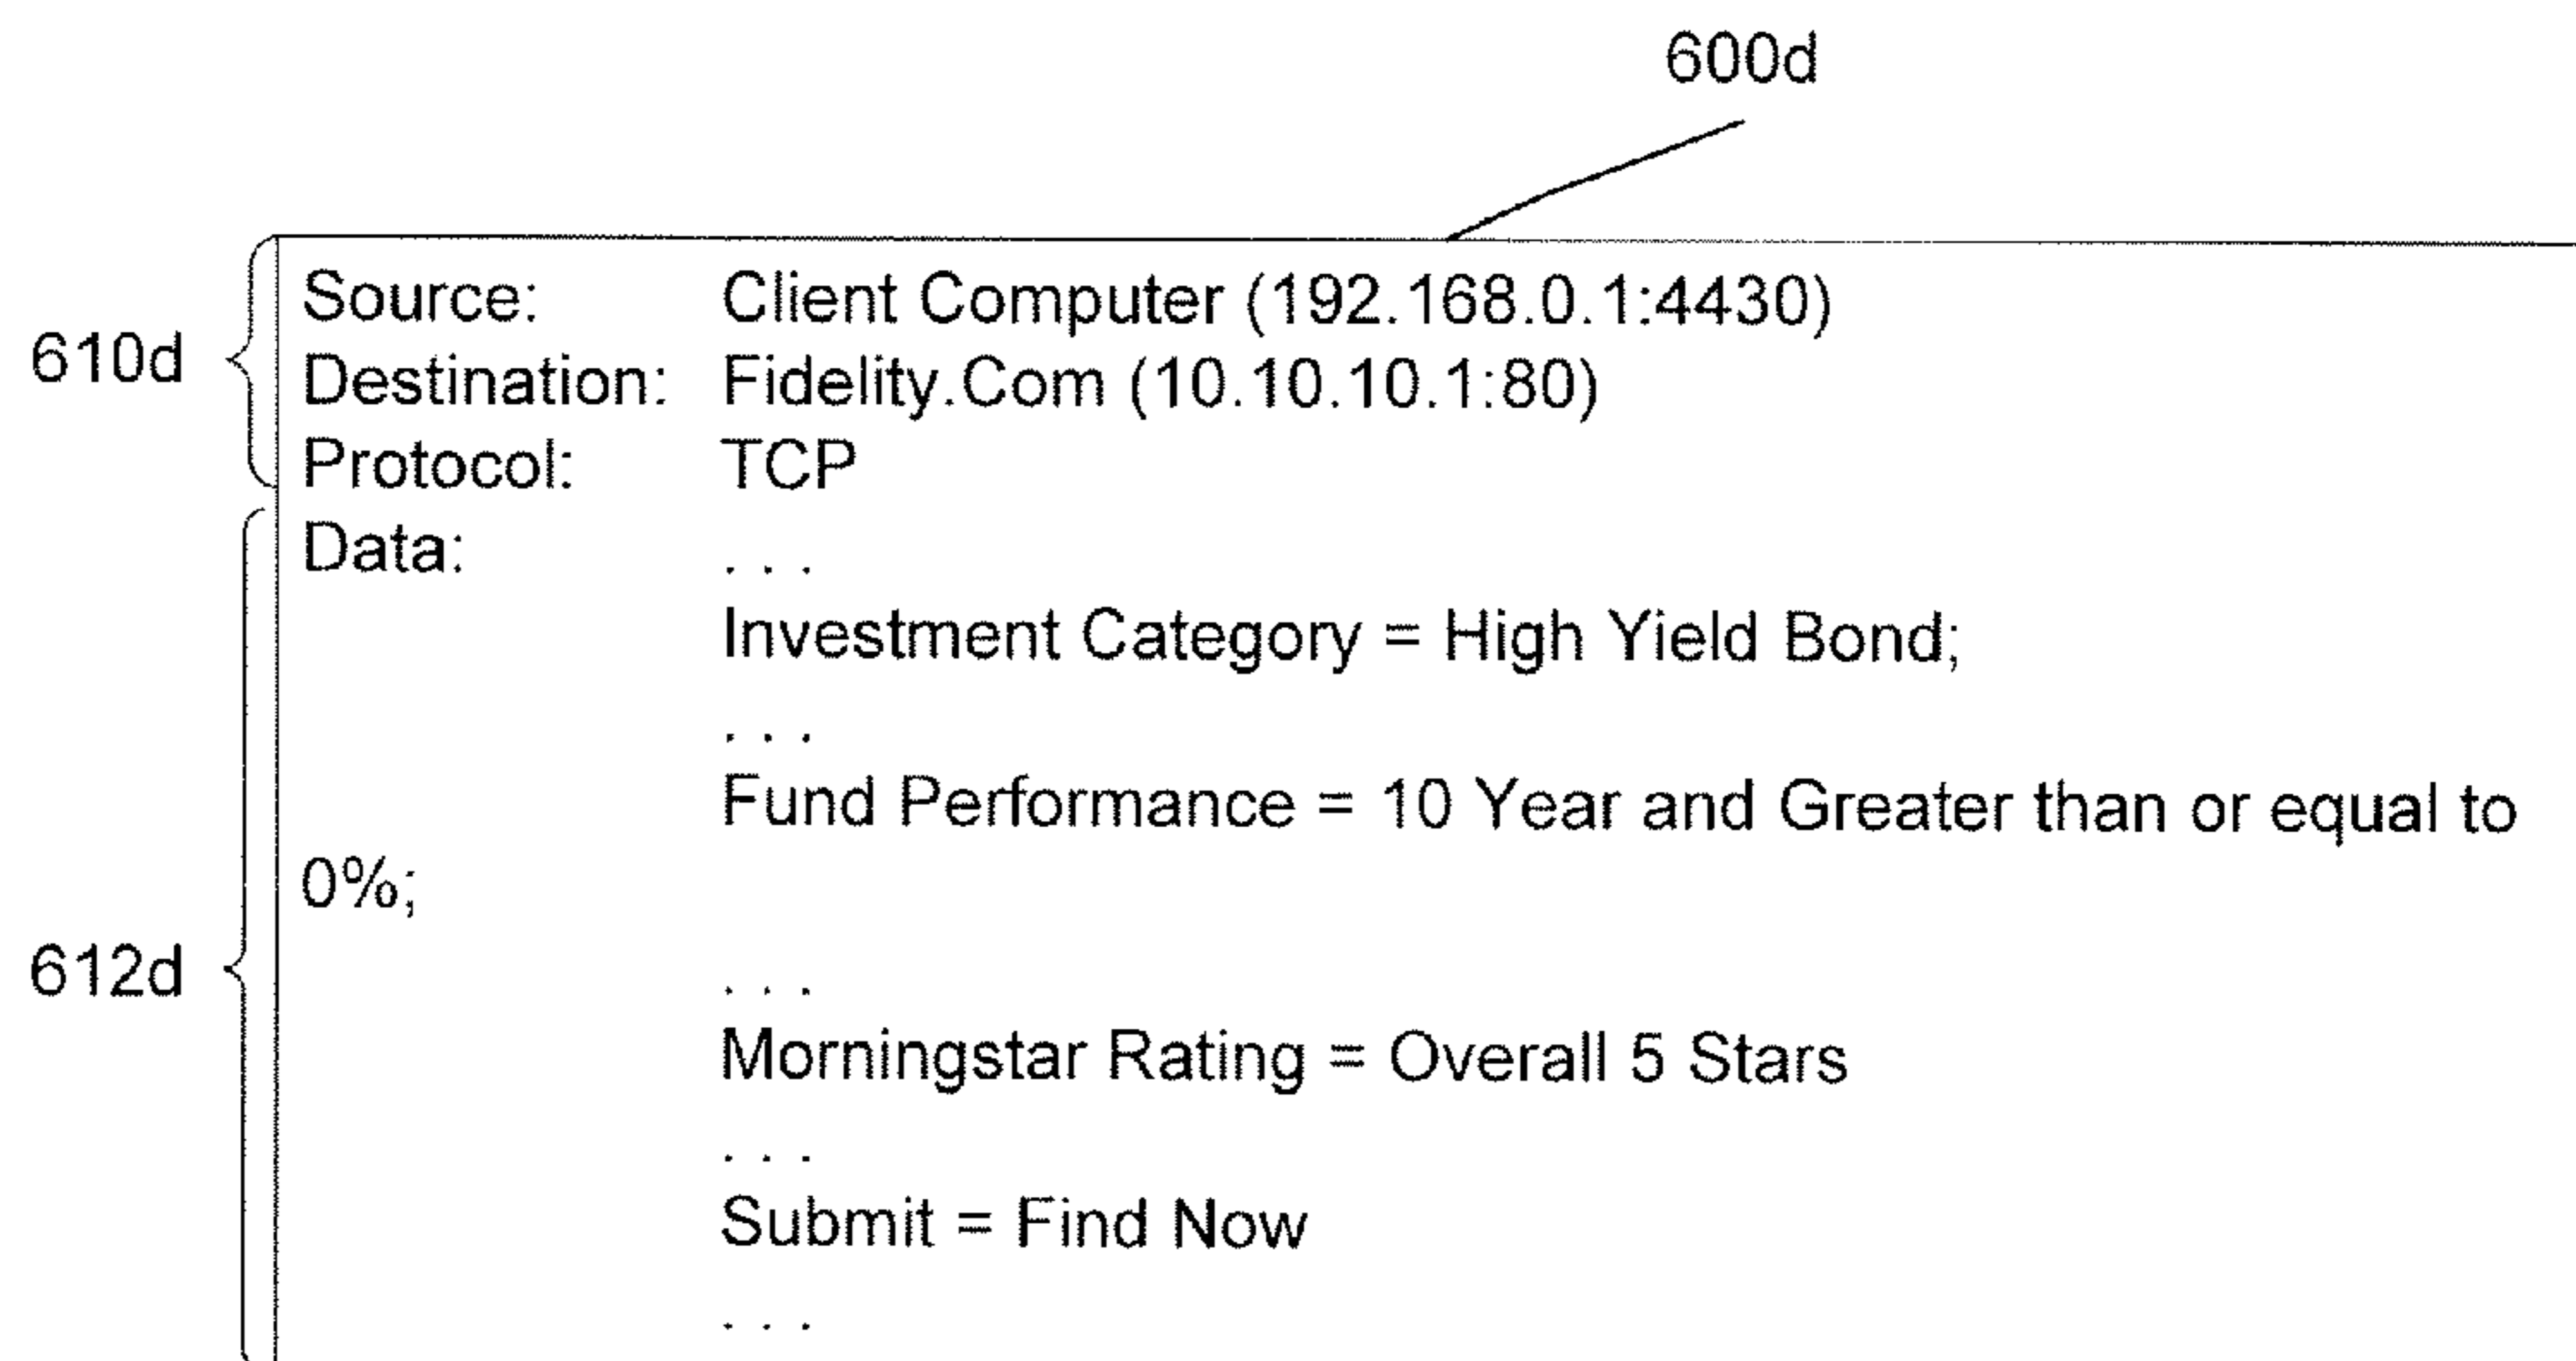 600d
610d
Source: Client Computer (192.168.0.1:4430)
Destination: Fidelity.Com (10.10.10.1:80)
Protocol: TCP
Data: . . .
Investment Category = High Yield Bond;
. . .
Fund Performance = 10 Year and Greater than or equal to
0%;
612d
. . .
Morningstar Rating = Overall 5 Stars
. . .
Submit = Find Now
. . .